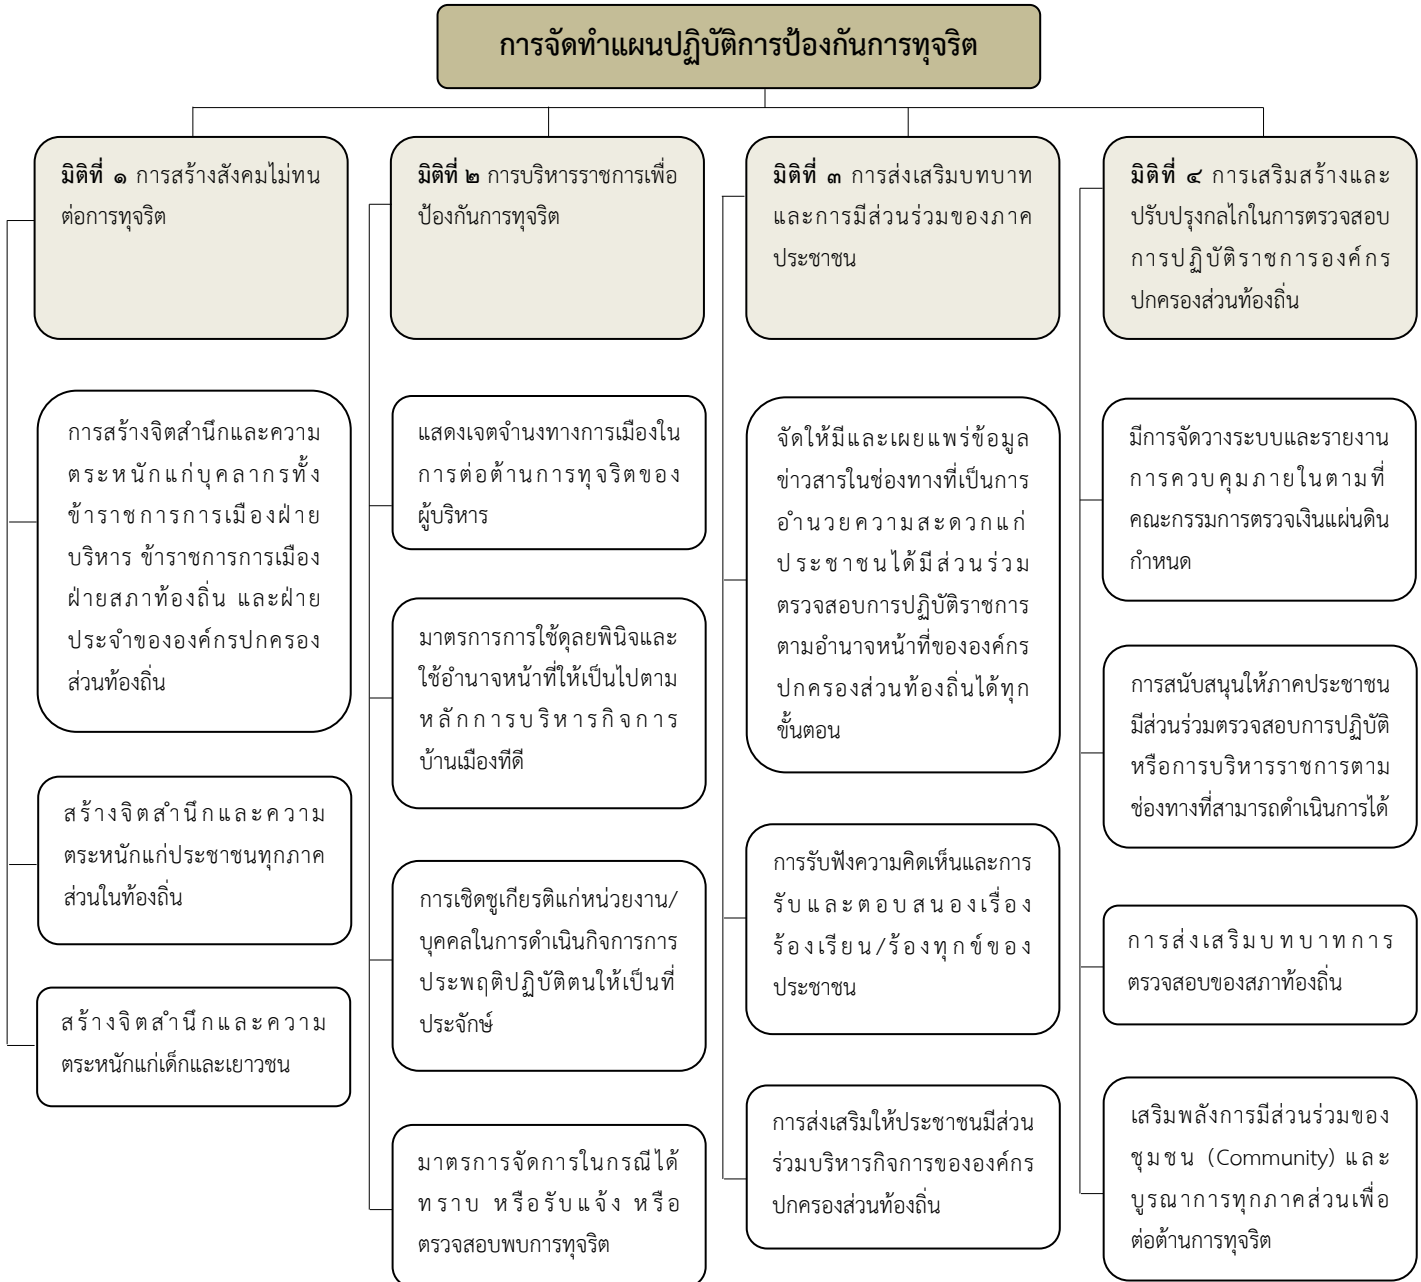 การจัดทำแผนปฏิบัติการป้องกันการทุจริต
มิติที่ ๑ การสร้างสังคมไม่ทน
ต่อการทุจริต
การสร้างจิตสำนึกและความ
ตระหนักแก่บุคลากรทั้ง
ข้าราชการการเมืองฝ่าย
บริหาร ข้าราชการการเมือง
ฝ่ายสภาท้องถิ่น และฝ่าย
ประจำขององค์กรปกครอง
ส่วนท้องถิ่น
สร้างจิตสำนึกและความ
ตระหนักแก่ประชาชนทุกภาค
ส่วนในท้องถิ่น
สร้างจิตสำนึกและความ
ตระหนักแก่เด็กและเยาวชน
มิติที่ ๒ การบริหารราชการเพื่อ
ป้องกันการทุจริต
แสดงเจตจำนงทางการเมืองใน
การต่อต้านการทุจริตของ
ผู้บริหาร
มาตรการการใช้ดุลยพินิจและ
ใช้อำนาจหน้าที่ให้เป็นไปตาม
หลักการบริหารกิจการ
บ้านเมืองทีดี
การเชิดชูเกียรติแก่หน่วยงาน/
บุคคลในการดำเนินกิจการการ
ประพฤติปฏิบัติตนให้เป็นที่
ประจักษ์
มาตรการจัดการในกรณีได้
ทราบ หรือรับแจ้ง หรือ
ตรวจสอบพบการทุจริต
มิติที่ ๓ การส่งเสริมบทบาท
และการมีส่วนร่วมของภาค
ประชาชน
จัดให้มีและเผยแพร่ข้อมูล
ข่าวสารในช่องทางที่เป็นการ
อำนวยความสะดวกแก่
ประชาชนได้มีส่วนร่วม
ตรวจสอบการปฏิบัติราชการ
ตามอำนาจหน้าที่ขององค์กร
ปกครองส่วนท้องถิ่นได้ทุก
ขั้นตอน
การรับฟังความคิดเห็นและการ
รับและตอบสนองเรื่อง
ร้องเรียน/ร้องทุกข์ของ
ประชาชน
การส่งเสริมให้ประชาชนมีส่วน
ร่วมบริหารกิจการขององค์กร
ปกครองส่วนท้องถิ่น
มิติที่ ๔ การเสริมสร้างและ
ปรับปรุงกลไกในการตรวจสอบ
การปฏิบัติราชการองค์กร
ปกครองส่วนท้องถิ่น
มีการจัดวางระบบและรายงาน
การควบคุมภายในตามที่
คณะกรรมการตรวจเงินแผ่นดิน
กำหนด
การสนับสนุนให้ภาคประชาชน
มีส่วนร่วมตรวจสอบการปฏิบัติ
หรือการบริหารราชการตาม
ช่องทางที่สามารถดำเนินการได้
การส่งเสริมบทบาทการ
ตรวจสอบของสภาท้องถิ่น
เสริมพลังการมีส่วนร่วมของ
ชุมชน (Community) และ
บูรณาการทุกภาคส่วนเพื่อ
ต่อต้านการทุจริต